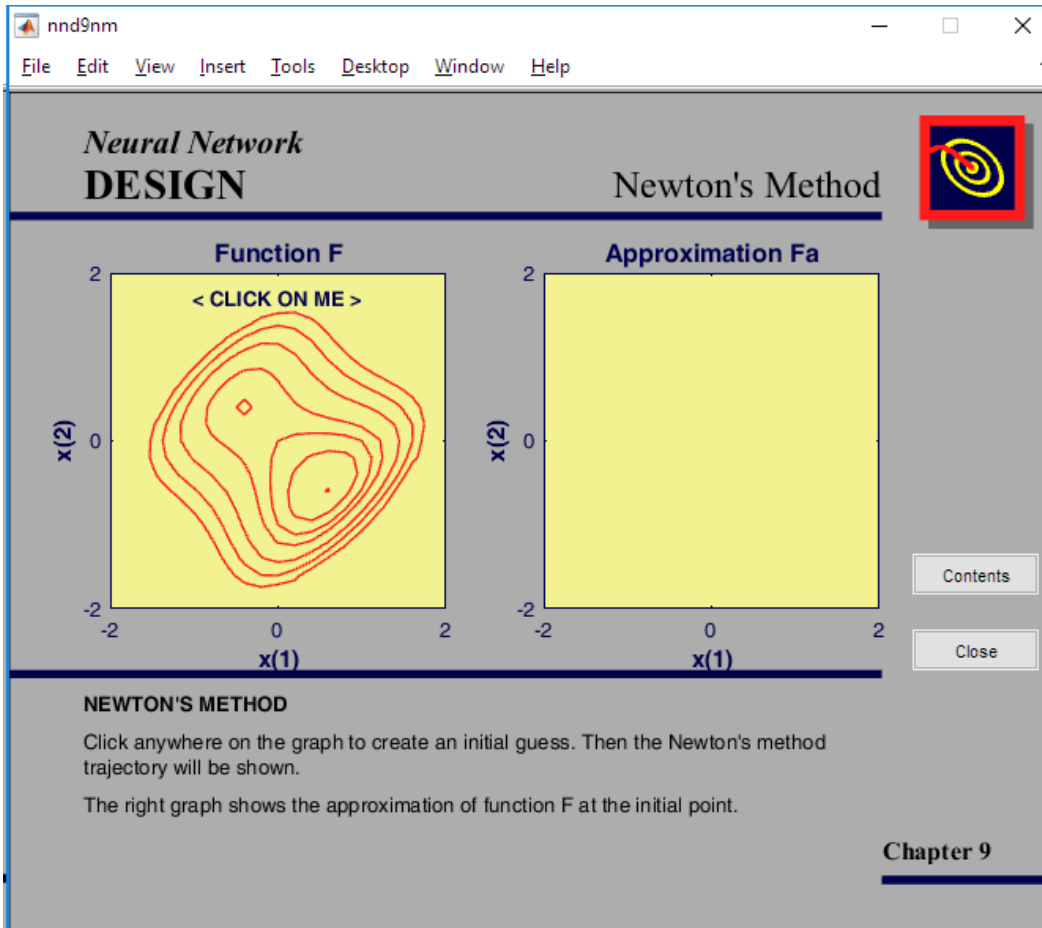 nnd9nm
File Edit View Insert Tools Desktop Window Help
Neural Network
DESIGN
Newton's Method
Function F
2
< CLICK ON ME >
x(2)
0
-2
-2 0 2
x(1)
Approximation Fa
2
x(2)
0
-2
-2 0 2
x(1)
Contents
Close
NEWTON'S METHOD
Click anywhere on the graph to create an initial guess. Then the Newton's method
trajectory will be shown.
The right graph shows the approximation of function F at the initial point.
Chapter 9